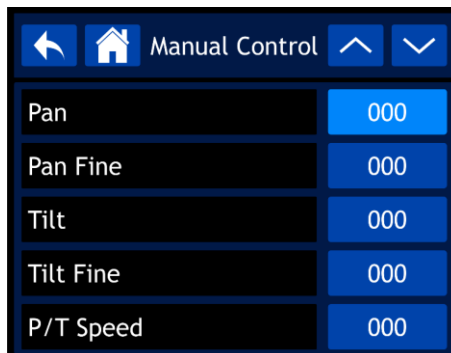 Manual Control
Pan 000
Pan Fine 000
Tilt 000
Tilt Fine 000
P/T Speed 000